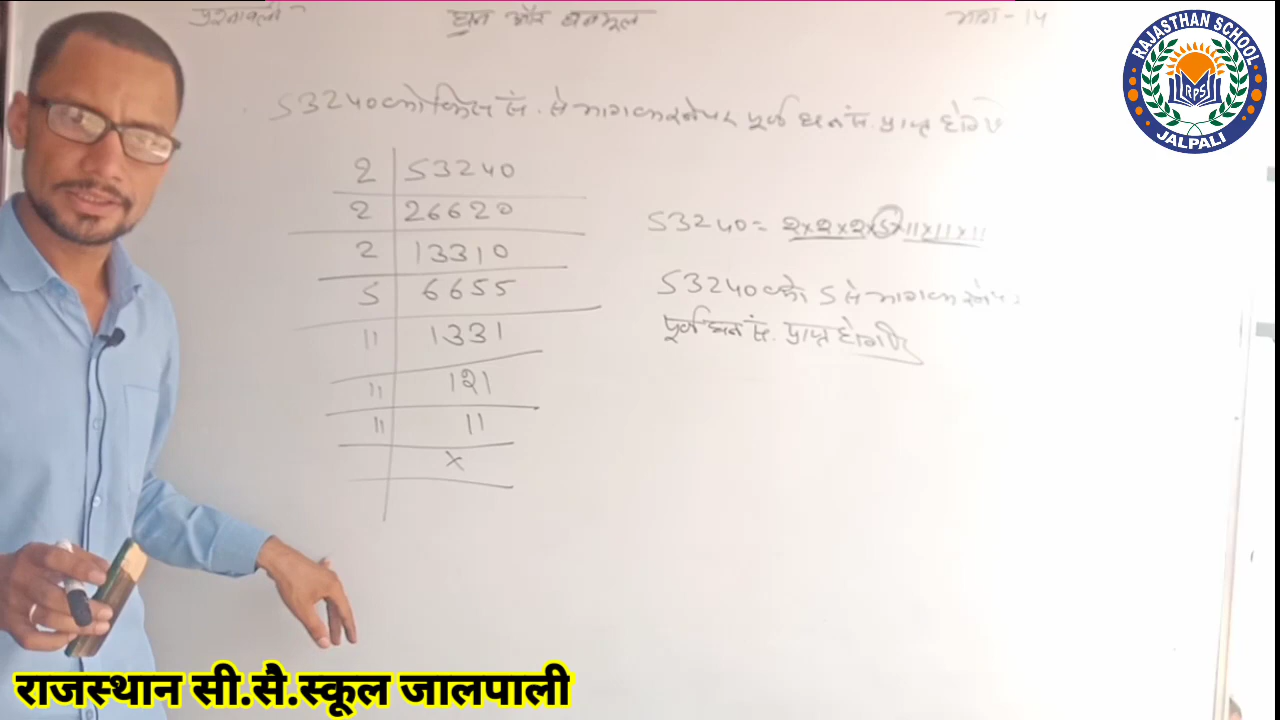 प्रश्नावली
घन और घनमूल
भाग - 14
53240 को किस सं. से भाग करने पर पूर्ण घन सं. प्राप्त होगी
2 53240
2 26620
2 13310
5 6655
11 1331
11 121
11 11
x
53240 = 2×2×2×5×11×11×11
53240 को 5 से भाग करने पर
पूर्ण घन सं. प्राप्त होगी
RAJASTHAN SCHOOL
RPS
JALPALI
राजस्थान सी.सै.स्कूल जालपाली